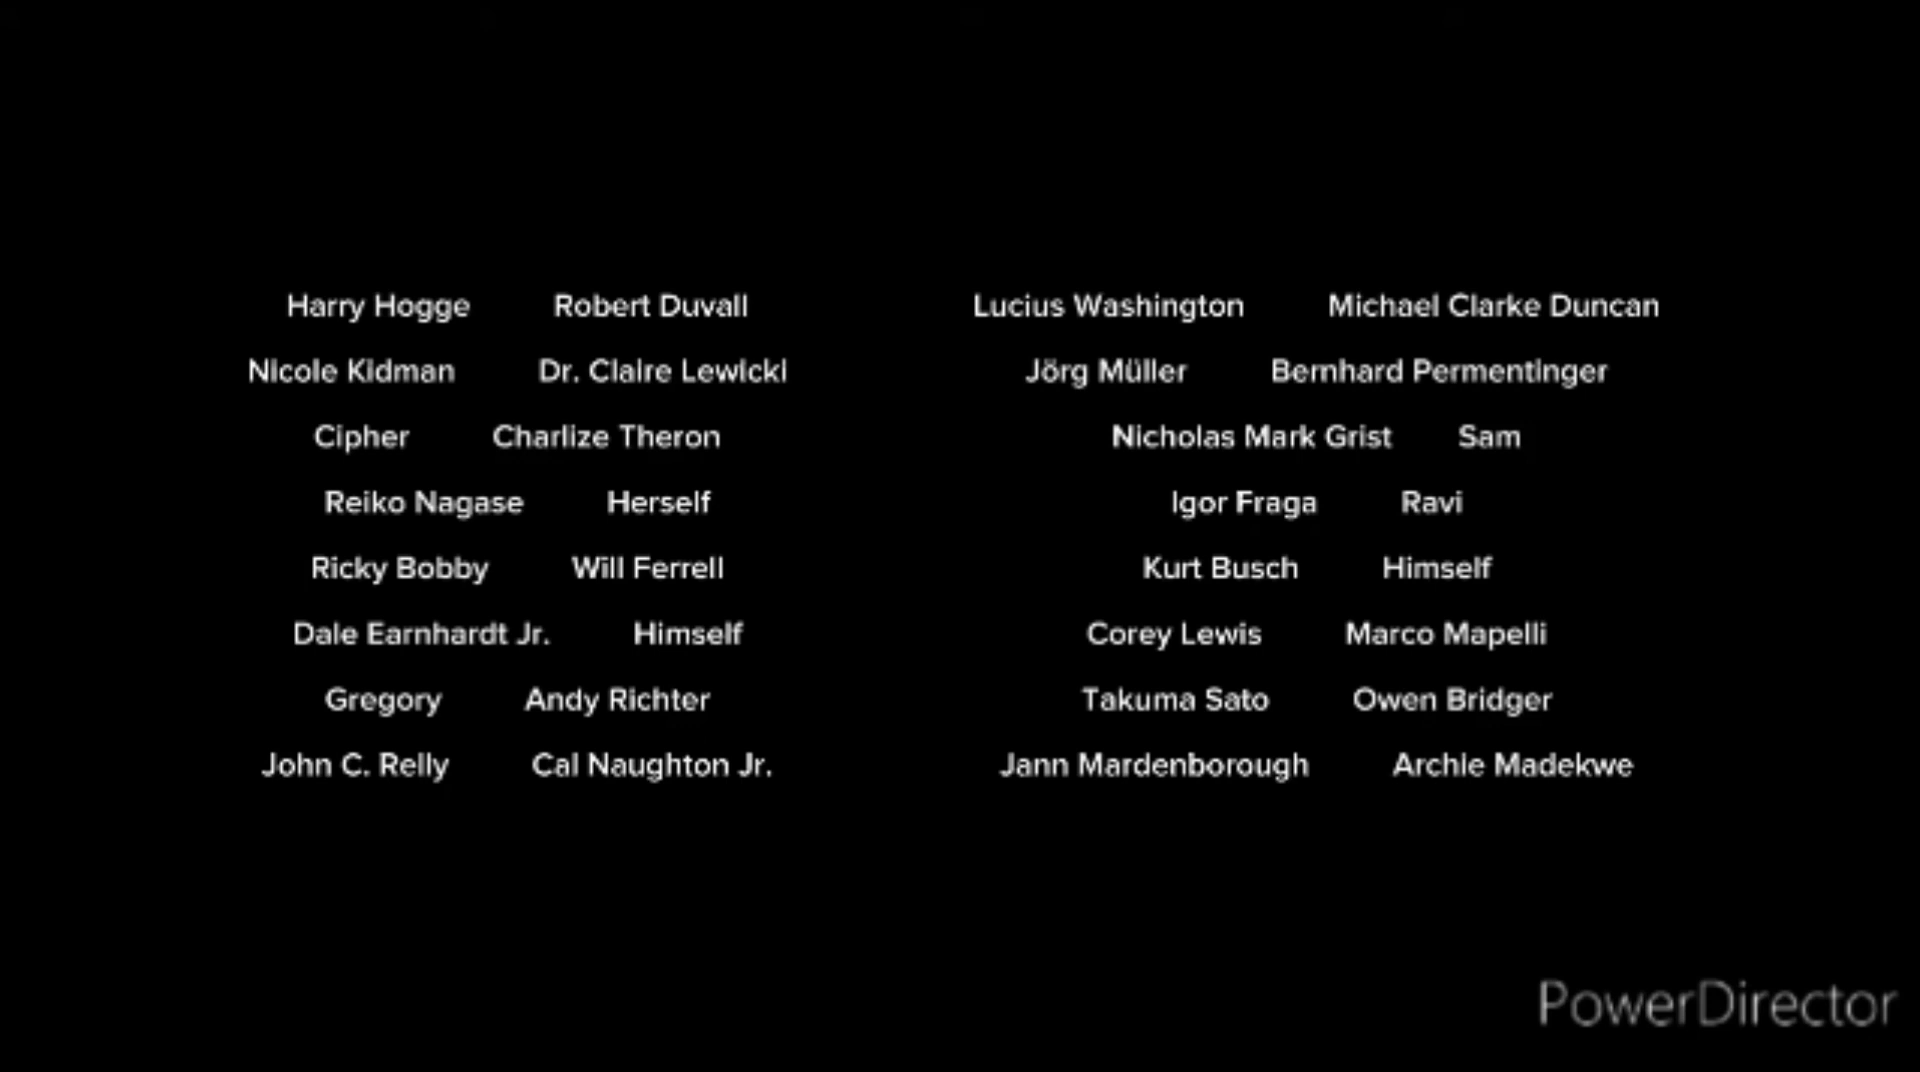 Harry Hogge Robert Duvall
Nicole Kidman Dr. Claire Lewicki
Cipher Charlize Theron
Reiko Nagase Herself
Ricky Bobby Will Ferrell
Dale Earnhardt Jr. Himself
Gregory Andy Richter
John C. Relly Cal Naughton Jr.
Lucius Washington Michael Clarke Duncan
Jörg Müller Bernhard Permentinger
Nicholas Mark Grist Sam
Igor Fraga Ravi
Kurt Busch Himself
Corey Lewis Marco Mapelli
Takuma Sato Owen Bridger
Jann Mardenborough Archie Madekwe
PowerDirector